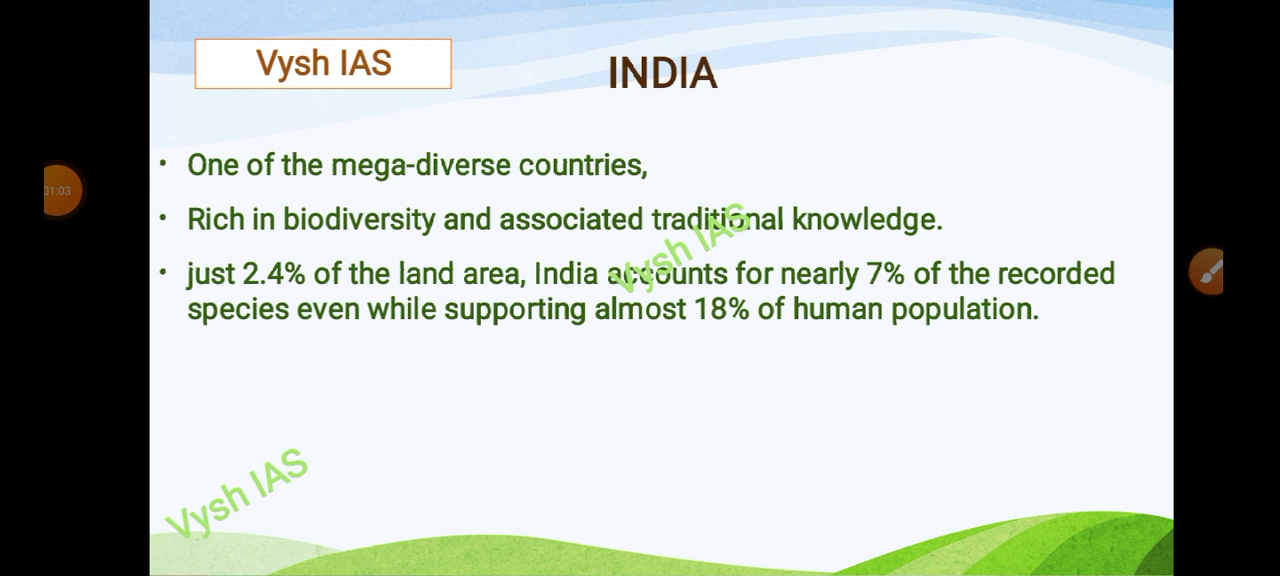 Vysh IAS
INDIA
01:03
• One of the mega-diverse countries,
• Rich in biodiversity and associated traditional knowledge.
• just 2.4% of the land area, India accounts for nearly 7% of the recorded
species even while supporting almost 18% of human population.
Vysh IAS
Vysh IAS